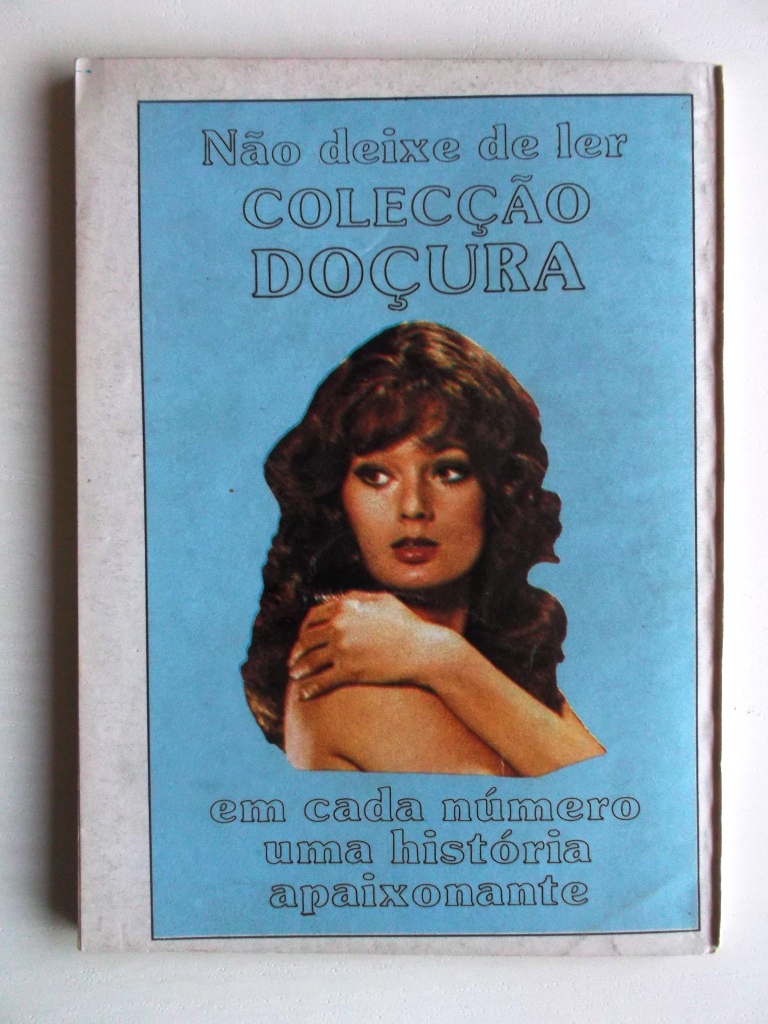 Não deixe de ler
COLECÇÃO
DOÇURA
em cada número
uma história
apaixonante